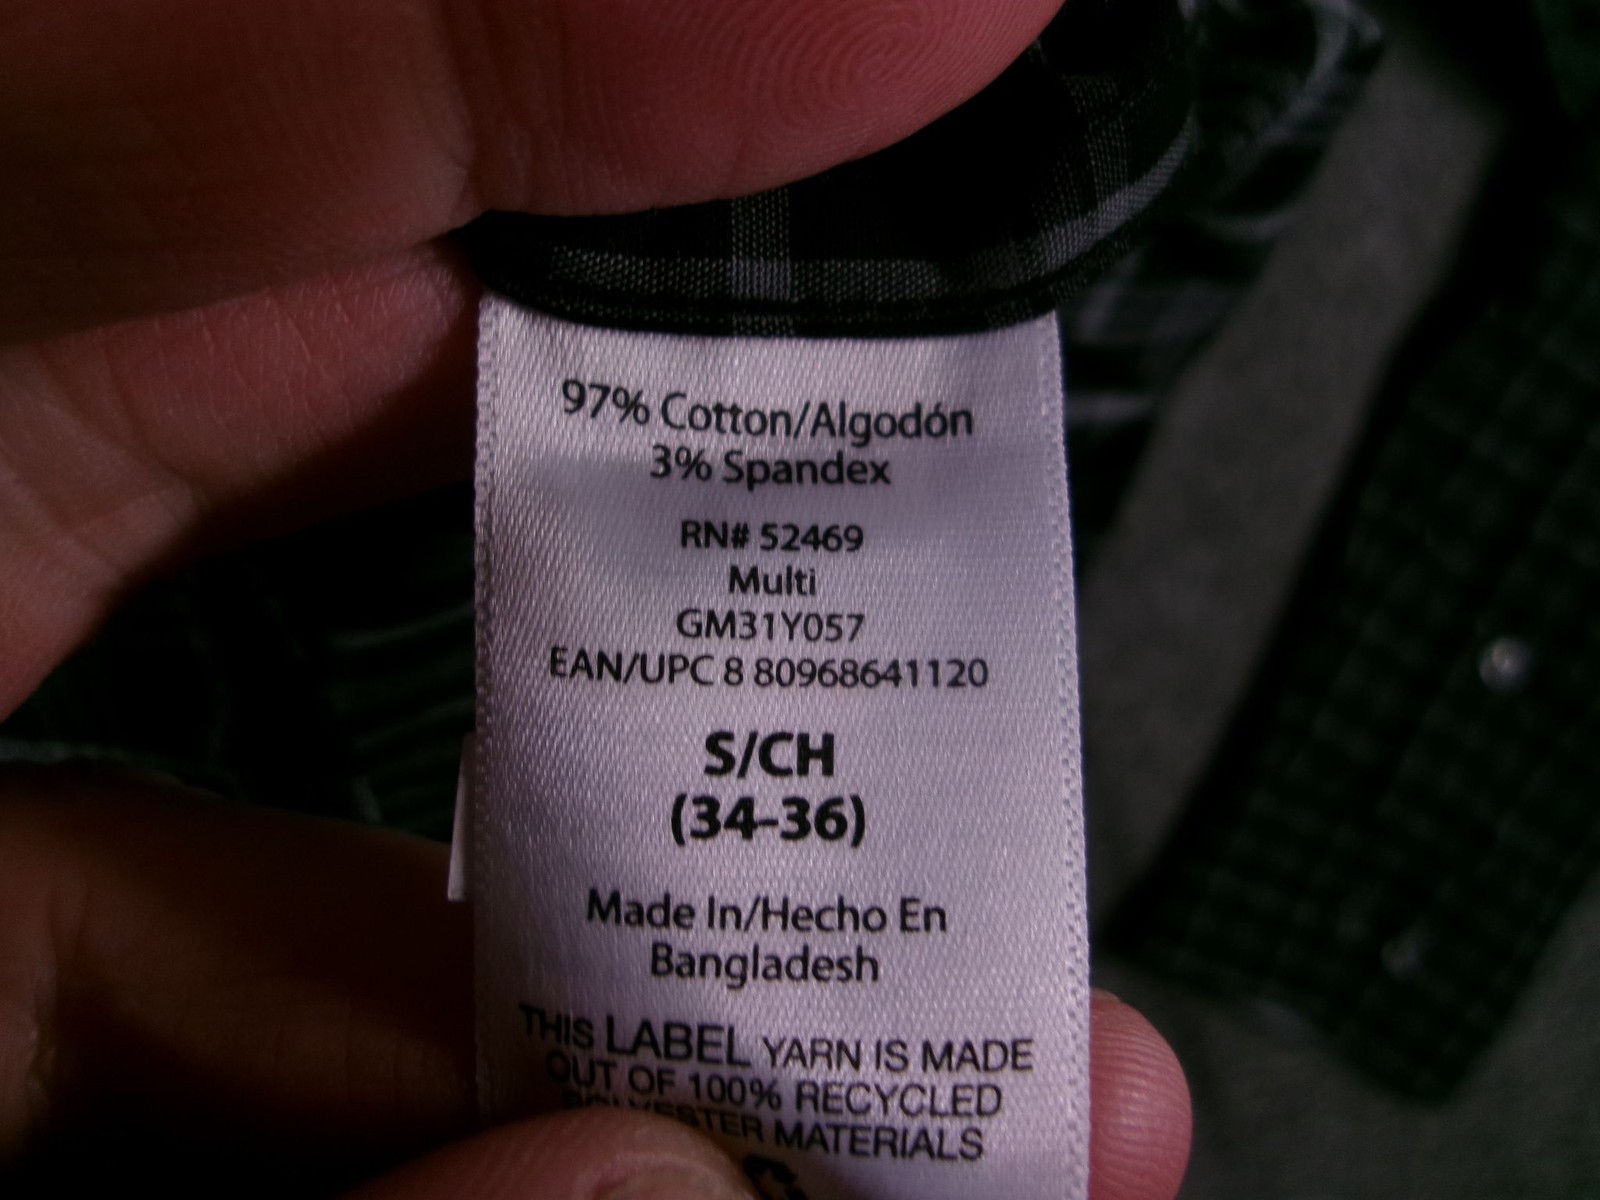 97% Cotton/Algodón
3% Spandex
RN# 52469
Multi
GM31Y057
EAN/UPC 8 80968641120
S/CH
(34-36)
Made In/Hecho En
Bangladesh
THIS LABEL YARN IS MADE
OUT OF 100% RECYCLED
POLYESTER MATERIALS